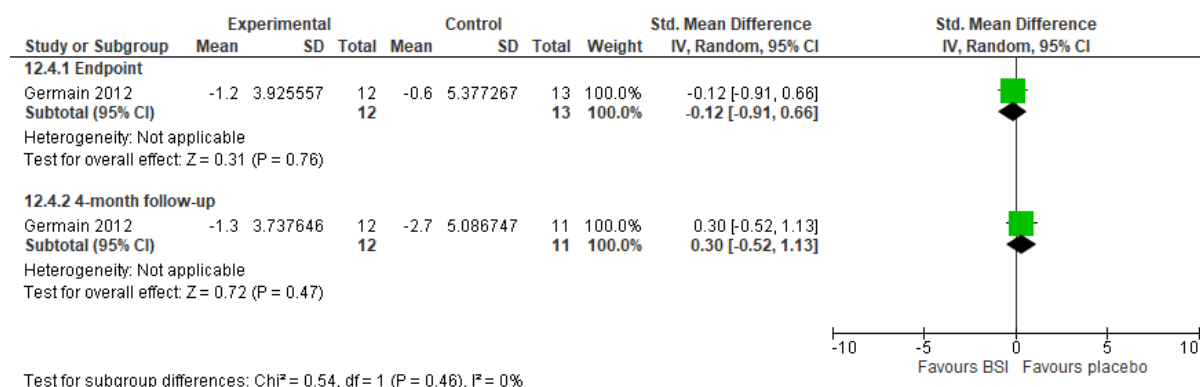 Experimental Control Std. Mean Difference Std. Mean Difference
Study or Subgroup Mean SD Total Mean SD Total Weight IV, Random, 95% CI IV, Random, 95% CI
12.4.1 Endpoint
Germain 2012 -1.2 3.925557 12 -0.6 5.377267 13 100.0% -0.12 [-0.91, 0.66]
Subtotal (95% CI) 12 13 100.0% -0.12 [-0.91, 0.66]
Heterogeneity: Not applicable
Test for overall effect: Z = 0.31 (P = 0.76)
12.4.2 4-month follow-up
Germain 2012 -1.3 3.737646 12 -2.7 5.086747 11 100.0% 0.30 [-0.52, 1.13]
Subtotal (95% CI) 12 11 100.0% 0.30 [-0.52, 1.13]
Heterogeneity: Not applicable
Test for overall effect: Z = 0.72 (P = 0.47)
-10 -5 0 5 10
Favours BSI Favours placebo
Test for subgroup differences: Chi² = 0.54, df = 1 (P = 0.46), I² = 0%